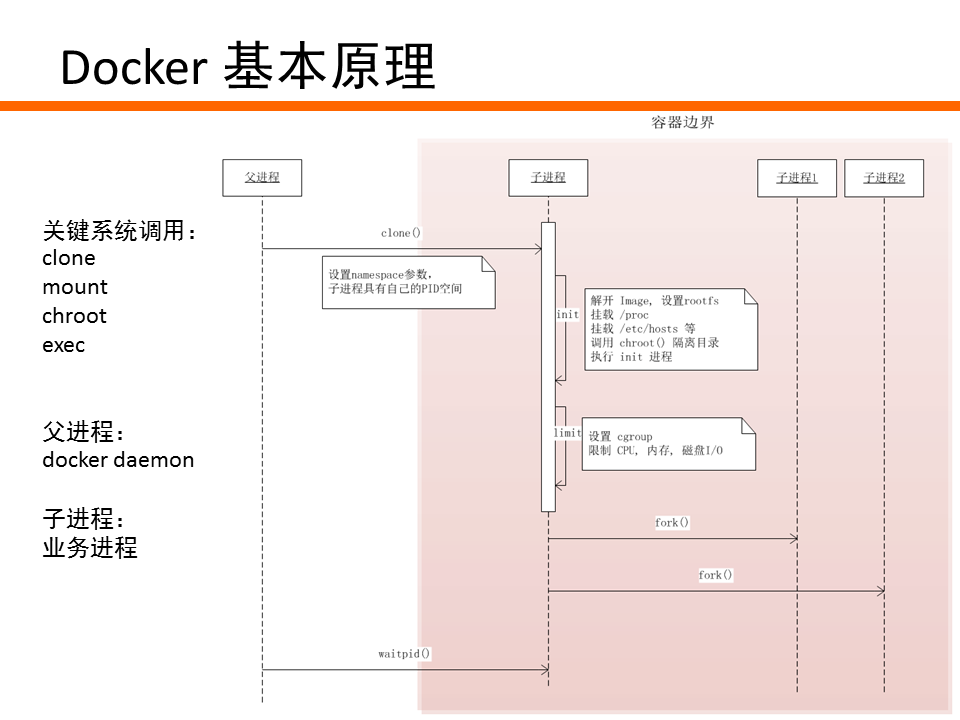 Docker 基本原理
容器边界
父进程
子进程
子进程1
子进程2
关键系统调用：
clone
mount
chroot
exec
clone()
设置namespace参数,
子进程具有自己的PID空间
init
解开 Image, 设置rootfs
挂载 /proc
挂载 /etc/hosts 等
调用 chroot() 隔离目录
执行 init 进程
父进程：
docker daemon
limit
设置 cgroup
限制 CPU, 内存, 磁盘I/O
子进程：
业务进程
fork()
fork()
waitpid()